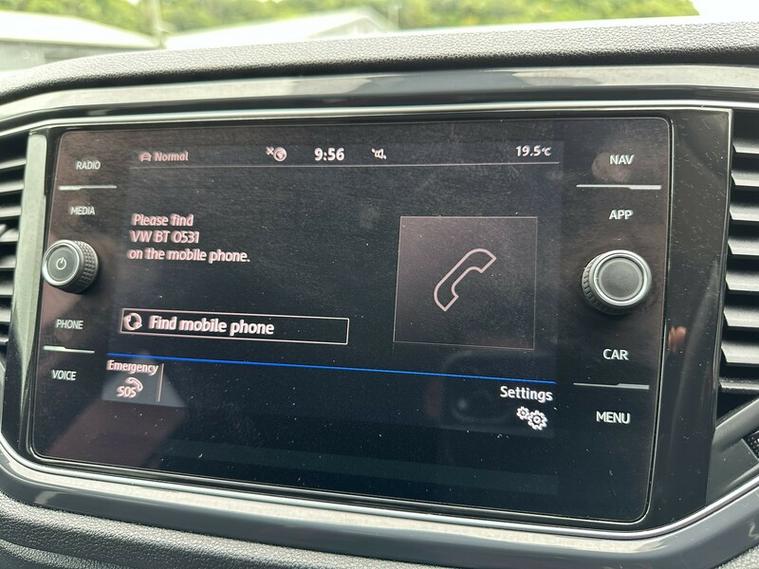 RADIO
MEDIA
PHONE
VOICE
Normal
9:56
19.5°C
Please find
VW BT 0531
on the mobile phone.
Find mobile phone
Emergency
SOS
Settings
NAV
APP
CAR
MENU